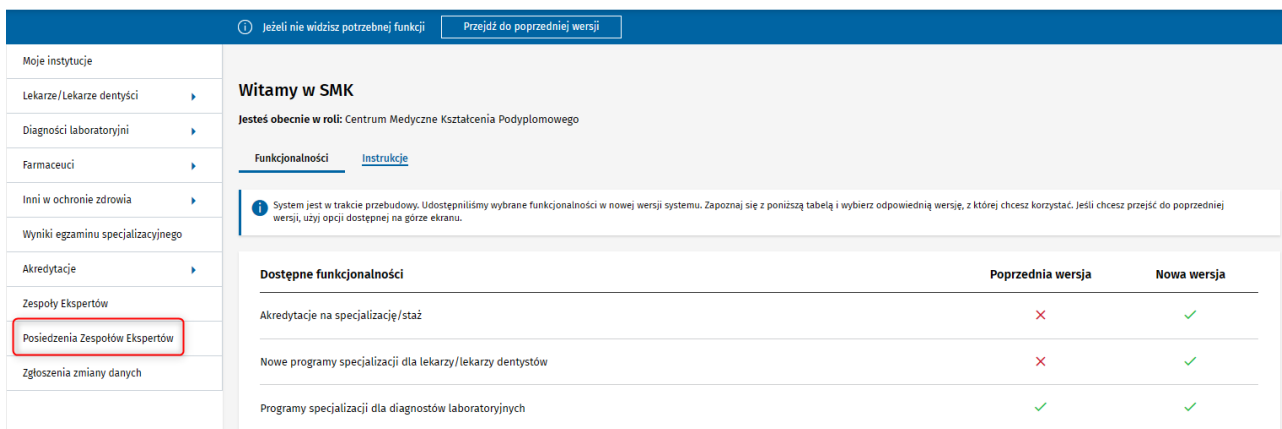 Jeżeli nie widzisz potrzebnej funkcji
Przejdź do poprzedniej wersji
Moje instytucje
Lekarze/Lekarze dentyści
Diagności laboratoryjni
Farmaceuci
Inni w ochronie zdrowia
Wyniki egzaminu specjalizacyjnego
Akredytacje
Zespoły Ekspertów
Posiedzenia Zespołów Ekspertów
Zgłoszenia zmiany danych
Witamy w SMK
Jesteś obecnie w roli: Centrum Medyczne Kształcenia Podyplomowego
Funkcjonalności
Instrukcje
System jest w trakcie przebudowy. Udostępniliśmy wybrane funkcjonalności w nowej wersji systemu. Zapoznaj się z poniższą tabelą i wybierz odpowiednią wersję, z której chcesz korzystać. Jeśli chcesz przejść do poprzedniej
wersji, użyj opcji dostępnej na górze ekranu.
Dostępne funkcjonalności Poprzednia wersja Nowa wersja
Akredytacje na specjalizację/staż
Nowe programy specjalizacji dla lekarzy/lekarzy dentystów
Programy specjalizacji dla diagnostów laboratoryjnych